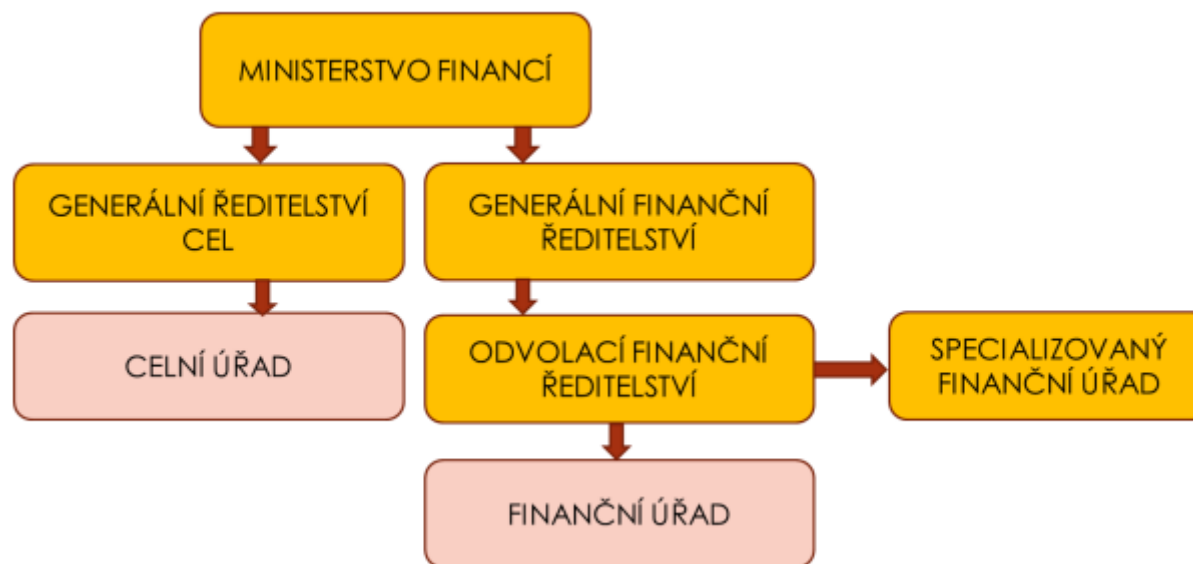 MINISTERSTVO FINANCÍ
GENERÁLNÍ ŘEDITELSTVÍ
CEL
GENERÁLNÍ FINANČNÍ
ŘEDITELSTVÍ
CELNÍ ÚŘAD
ODVOLACÍ FINANČNÍ
ŘEDITELSTVÍ
SPECIALIZOVANÝ
FINANČNÍ ÚŘAD
FINANČNÍ ÚŘAD